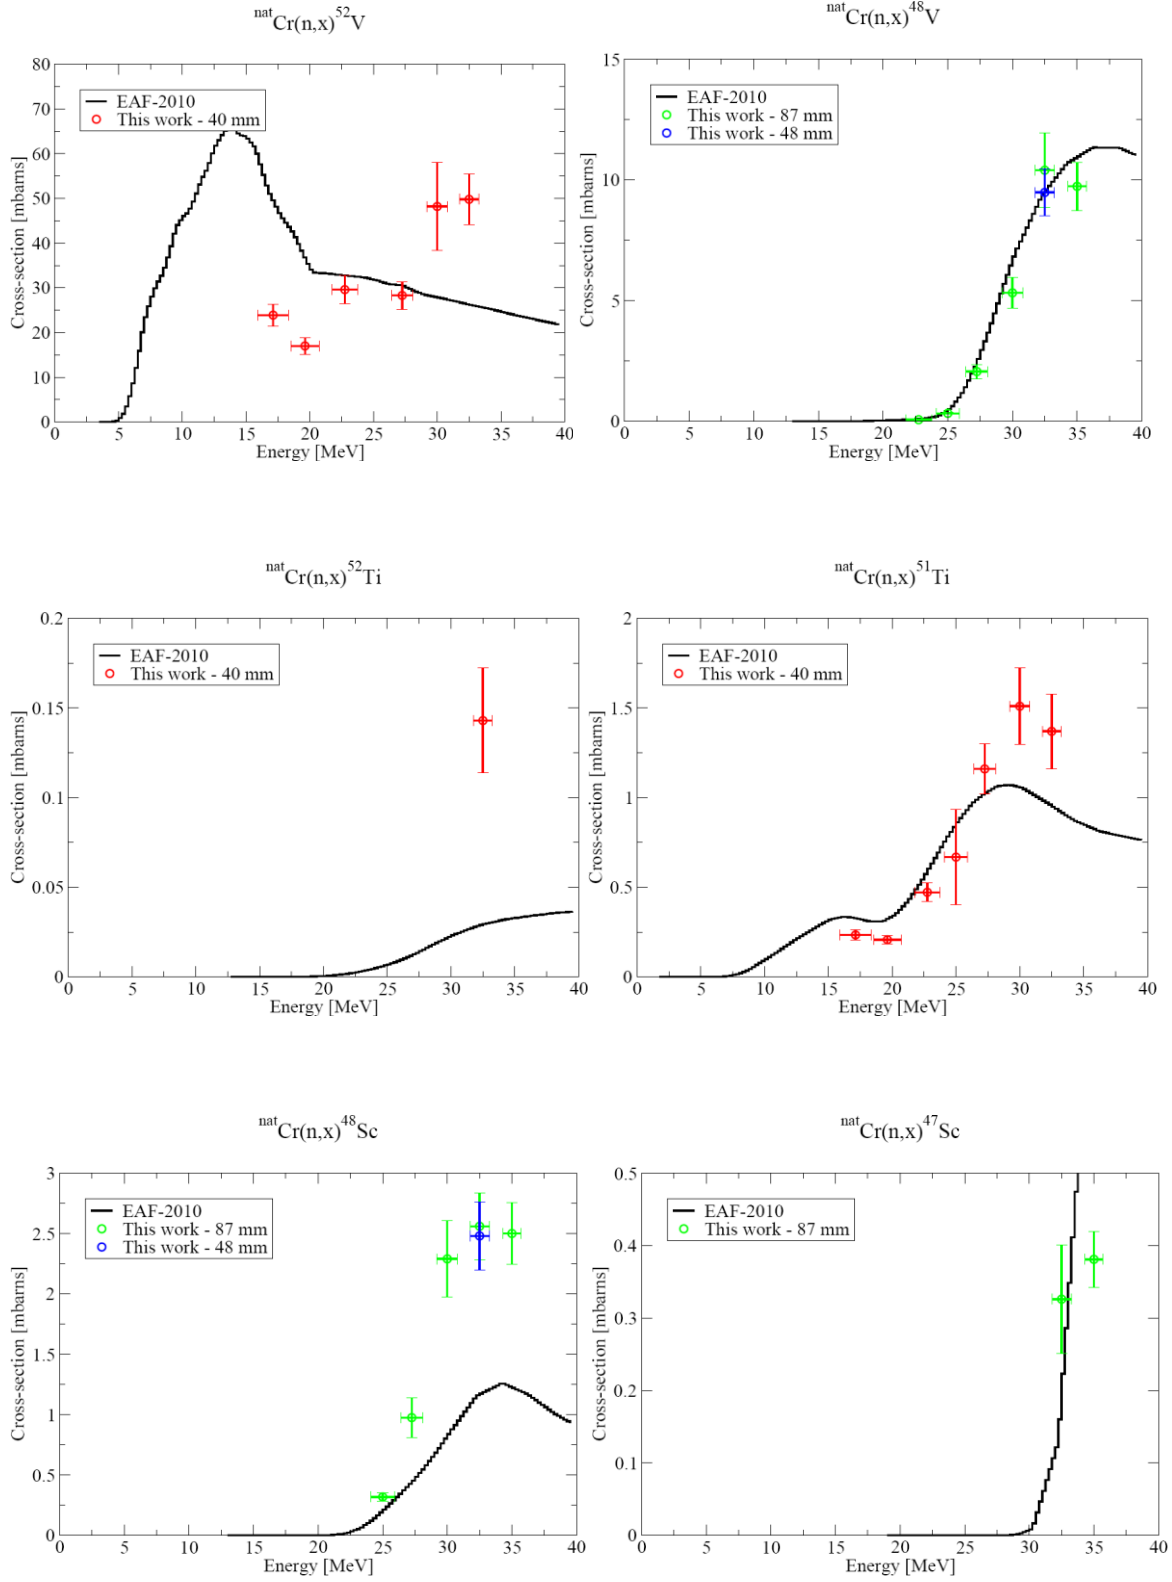 natCr(n,x)52V
80
70
60
50
40
30
20
10
0
Cross-section [mbarns]
EAF-2010
This work - 40 mm
0 5 10 15 20 25 30 35 40
Energy [MeV]
natCr(n,x)48V
15
10
5
0
Cross-section [mbarns]
EAF-2010
This work - 87 mm
This work - 48 mm
0 5 10 15 20 25 30 35 40
Energy [MeV]
natCr(n,x)52Ti
0.2
0.15
0.1
0.05
0
Cross-section [mbarns]
EAF-2010
This work - 40 mm
0 5 10 15 20 25 30 35 40
Energy [MeV]
natCr(n,x)51Ti
2
1.5
1
0.5
0
Cross-section [mbarns]
EAF-2010
This work - 40 mm
0 5 10 15 20 25 30 35 40
Energy [MeV]
natCr(n,x)48Sc
3
2.5
2
1.5
1
0.5
0
Cross-section [mbarns]
EAF-2010
This work - 87 mm
This work - 48 mm
0 5 10 15 20 25 30 35 40
Energy [MeV]
natCr(n,x)47Sc
0.5
0.4
0.3
0.2
0.1
0
Cross-section [mbarns]
EAF-2010
This work - 87 mm
0 5 10 15 20 25 30 35 40
Energy [MeV]